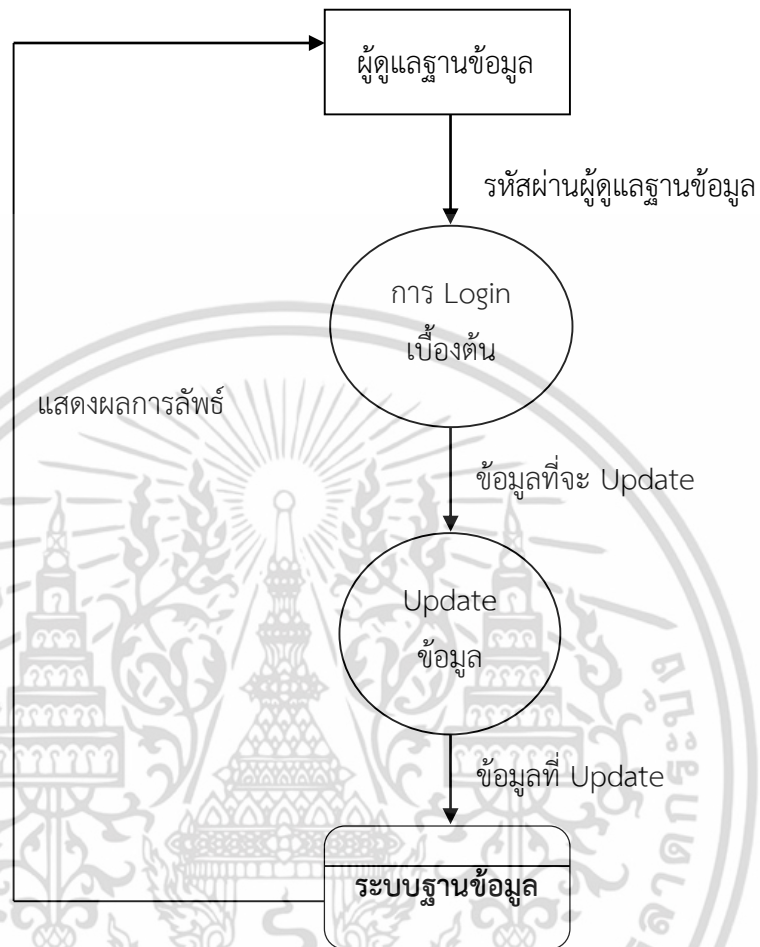 ผู้ดูแลฐานข้อมูล
รหัสผ่านผู้ดูแลฐานข้อมูล
การ Login
เบื้องต้น
แสดงผลการลัพธ์
ข้อมูลที่จะ Update
Update
ข้อมูล
ข้อมูลที่ Update
ระบบฐานข้อมูล